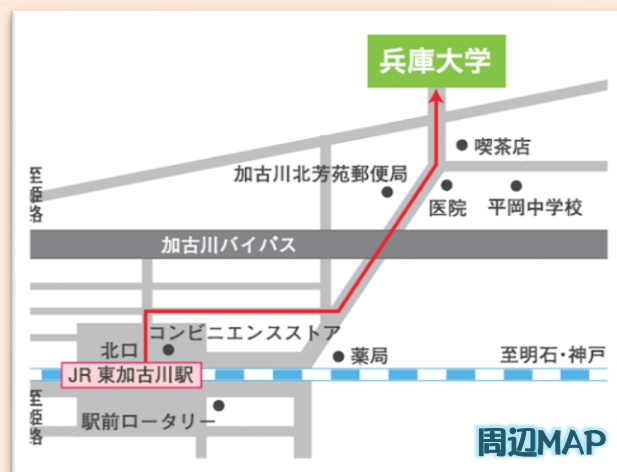 兵庫大学
喫茶店
加古川北芳苑郵便局
医院
平岡中学校
至姫路
加古川バイパス
コンビニエンスストア
北口
薬局
至明石・神戸
JR 東加古川駅
至姫路
駅前ロータリー
周辺MAP